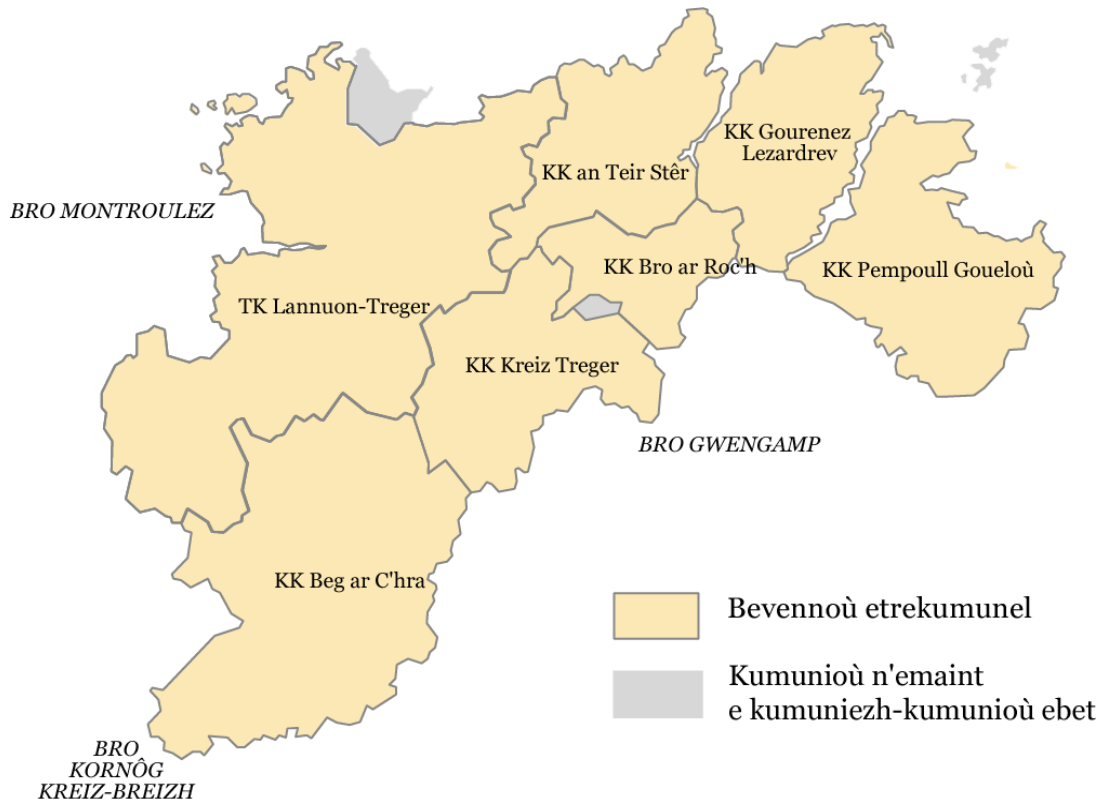 KK Gourenez
Lezardrev
KK an Teir Stêr
BRO MONTROULEZ
KK Bro ar Roc'h
KK Pempoull Goueloù
TK Lannuon-Treger
KK Kreiz Treger
BRO GWENGAMP
KK Beg ar C'hra
Bevennoù etrekumunel
Kumunioù n'emaint
e kumuniezh-kumunioù ebet
BRO
KORNÔG
KREIZ-BREIZH